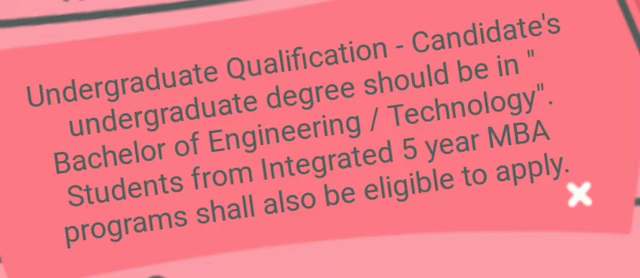 Undergraduate Qualification - Candidate's
undergraduate degree should be in "
Bachelor of Engineering / Technology".
Students from Integrated 5 year MBA
programs shall also be eligible to apply.